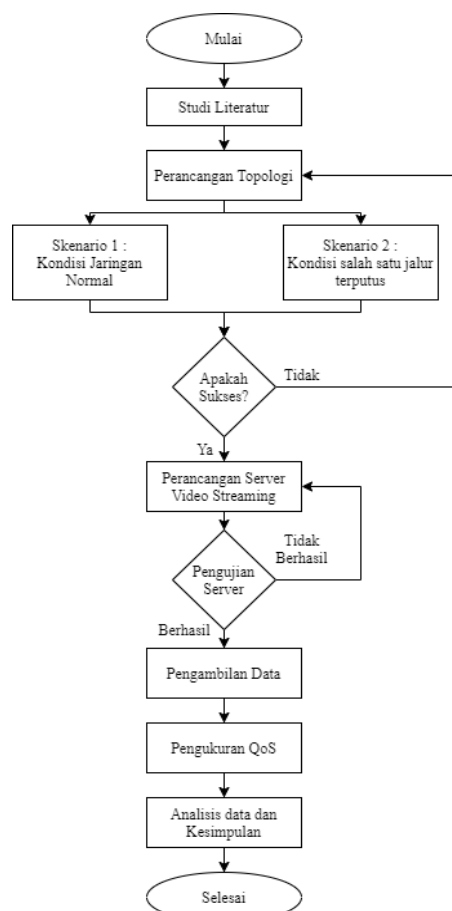 Mulai
Studi Literatur
Perancangan Topologi
Skenario 1 :
Kondisi Jaringan
Normal
Skenario 2 :
Kondisi salah satu jalur
terputus
Apakah
Sukses?
Tidak
Ya
Perancangan Server
Video Streaming
Tidak
Berhasil
Pengujian
Server
Berhasil
Pengambilan Data
Pengukuran QoS
Analisis data dan
Kesimpulan
Selesai